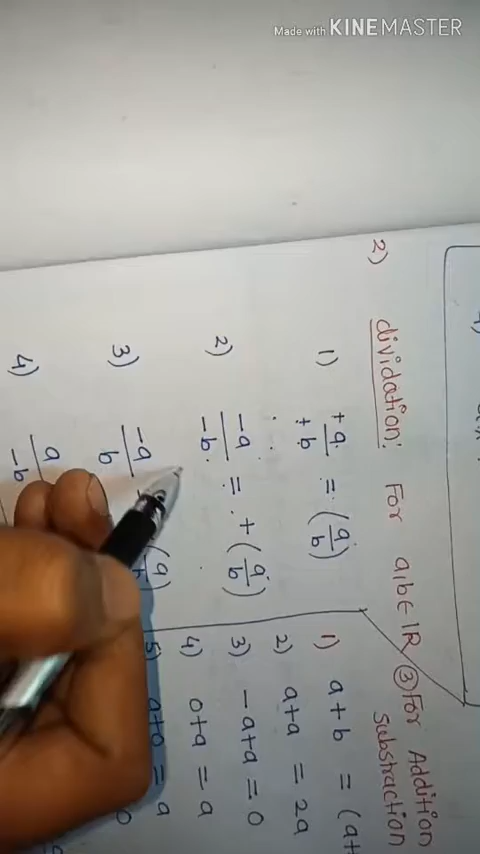 Made with KINEMASTER
2) dividation: For a,b ∈ IR
1) +a/+b = (a/b)
2) -a/-b = +(a/b)
3) -a/b
4) a/-b
③ For Addition
Substraction
1) a+b = (a+
2) a+a = 2a
3) -a+a = 0
4) 0+a = a
5) a+0 = a